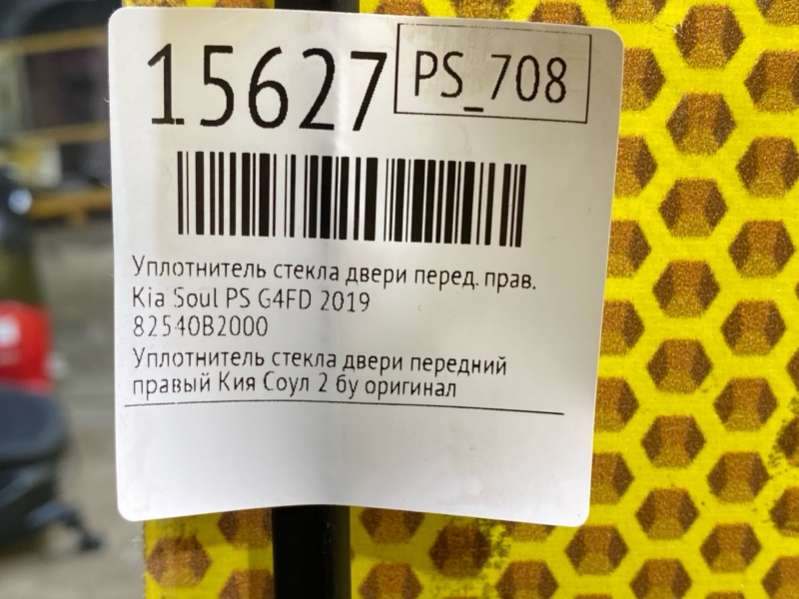 15627
PS_708
Уплотнитель стекла двери перед. прав.
Kia Soul PS G4FD 2019
82540B2000
Уплотнитель стекла двери передний
правый Кия Соул 2 бу оригинал